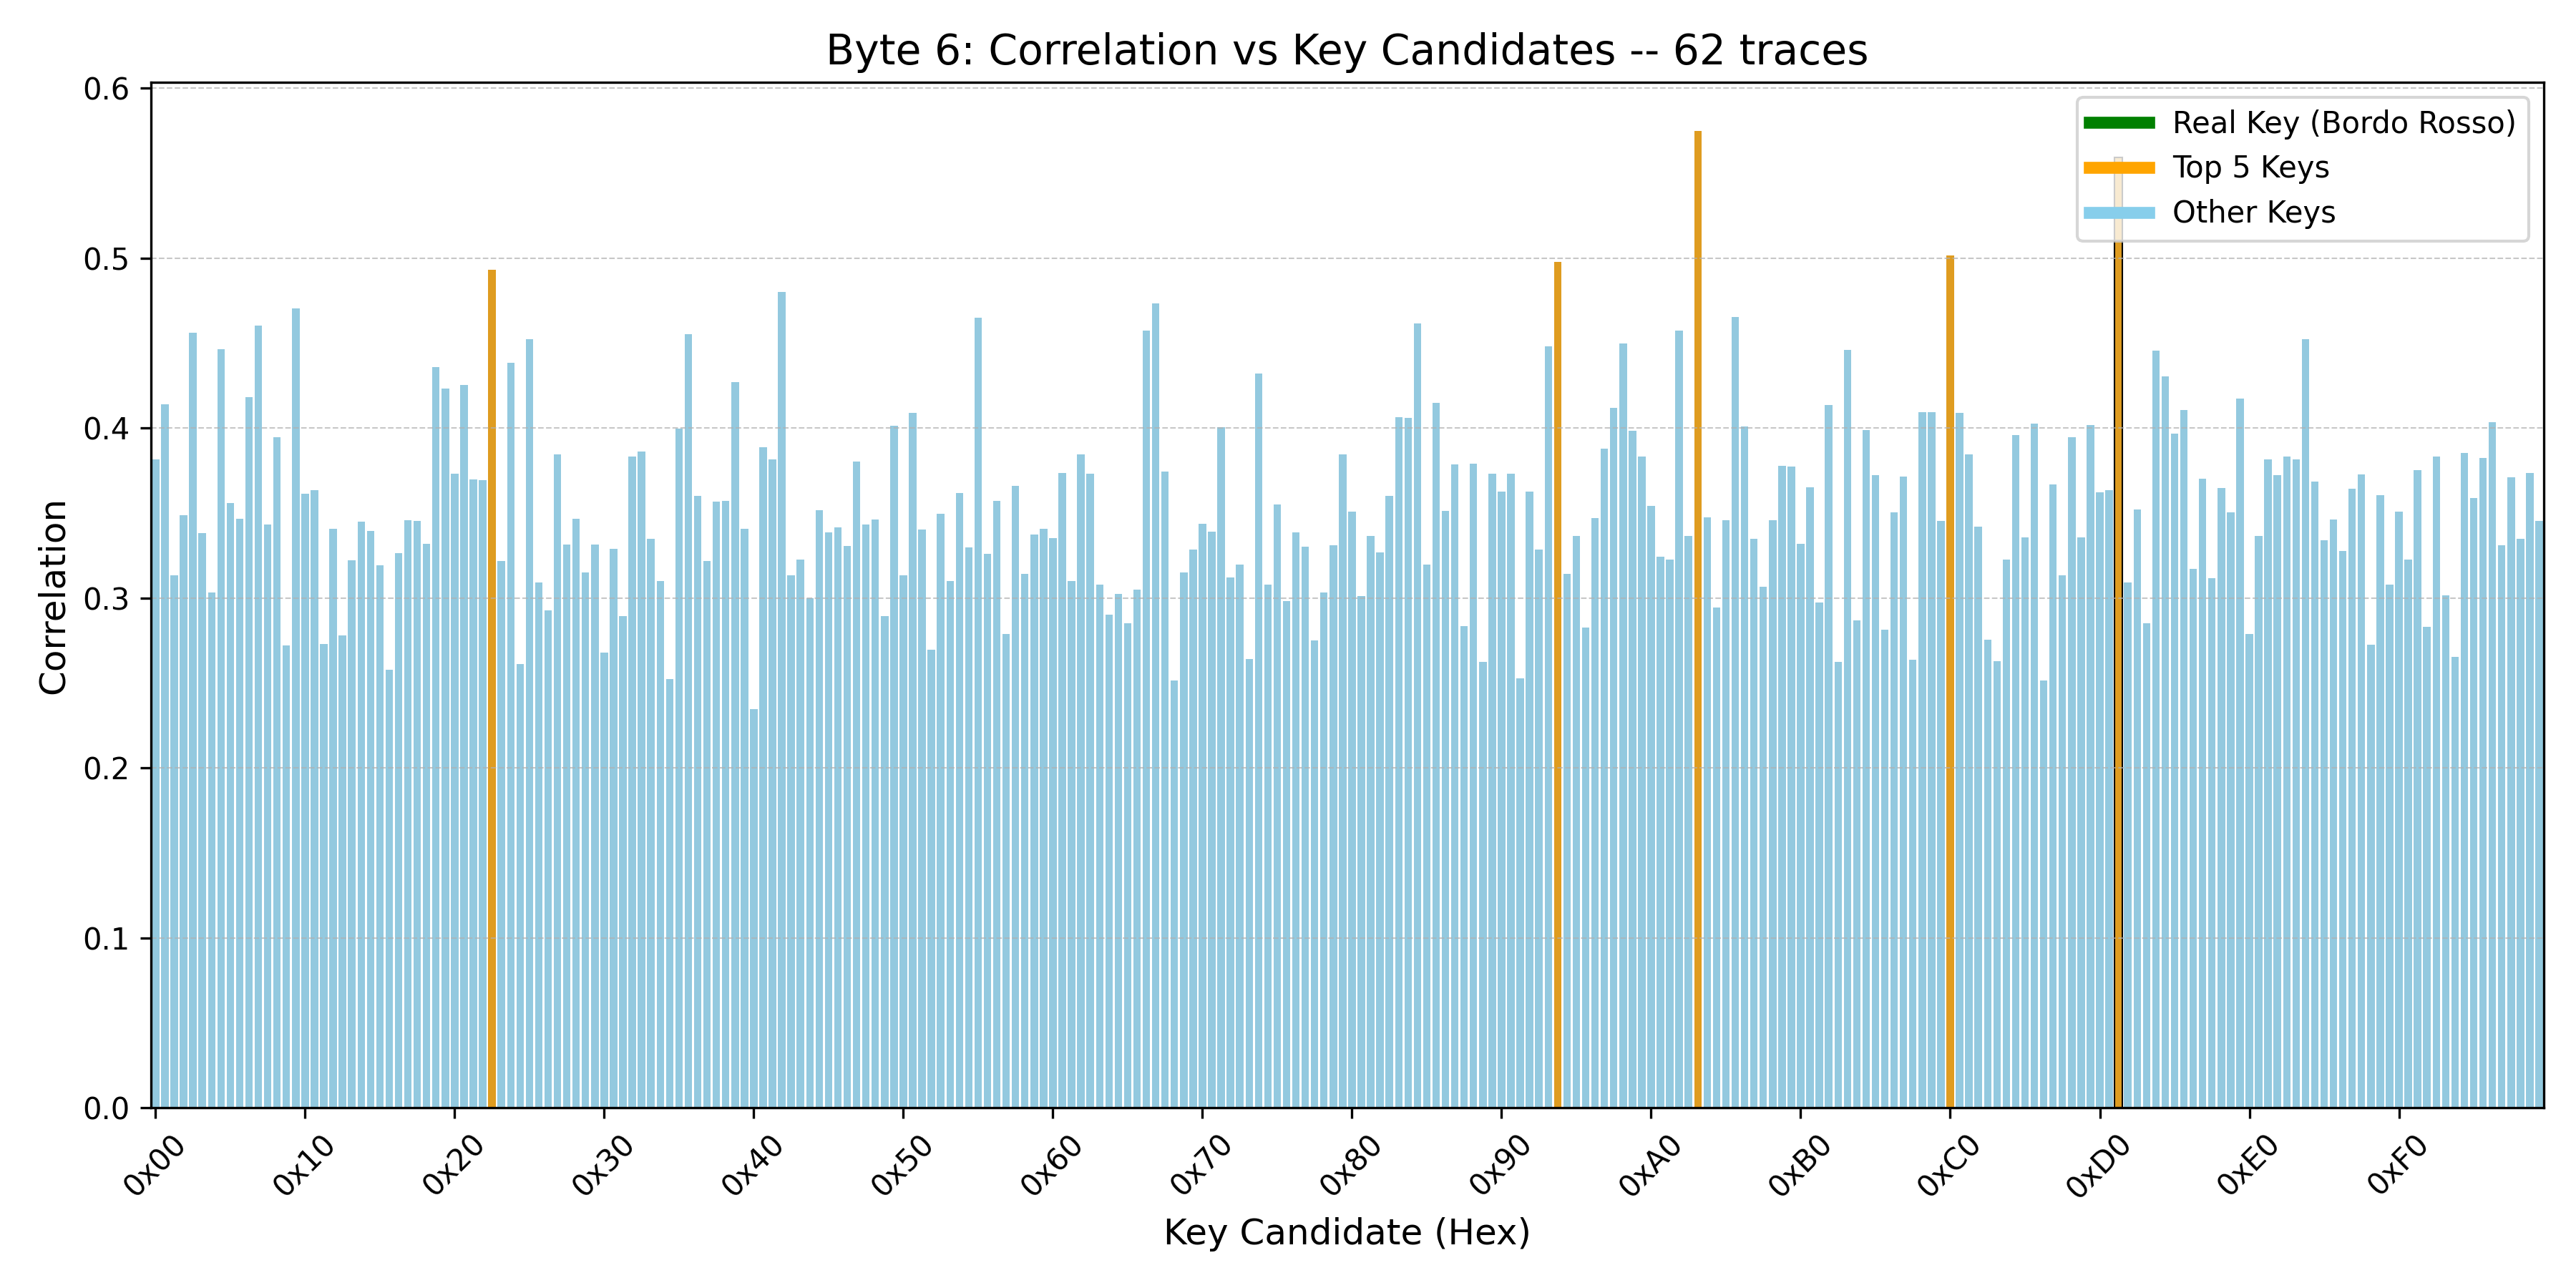 Byte 6: Correlation vs Key Candidates -- 62 traces
Real Key (Bordo Rosso)
Top 5 Keys
Other Keys
Correlation
0.6
0.5
0.4
0.3
0.2
0.1
0.0
0x00 0x10 0x20 0x30 0x40 0x50 0x60 0x70 0x80 0x90 0xA0 0xB0 0xC0 0xD0 0xE0 0xF0
Key Candidate (Hex)